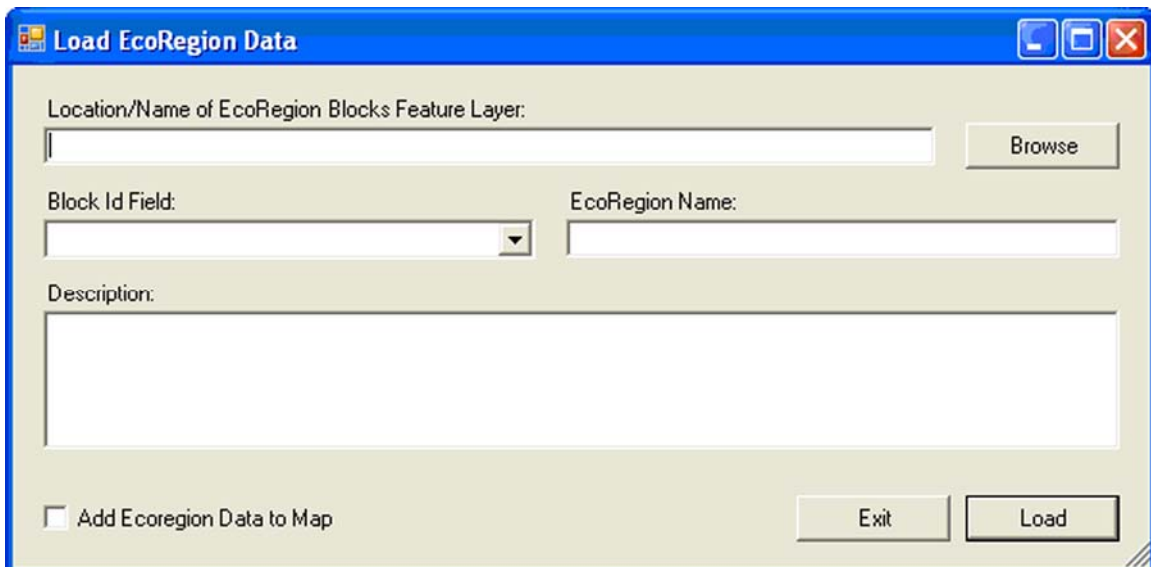 Load EcoRegion Data
Location/Name of EcoRegion Blocks Feature Layer:
Browse
Block Id Field:
EcoRegion Name:
Description:
Add Ecoregion Data to Map
Exit
Load